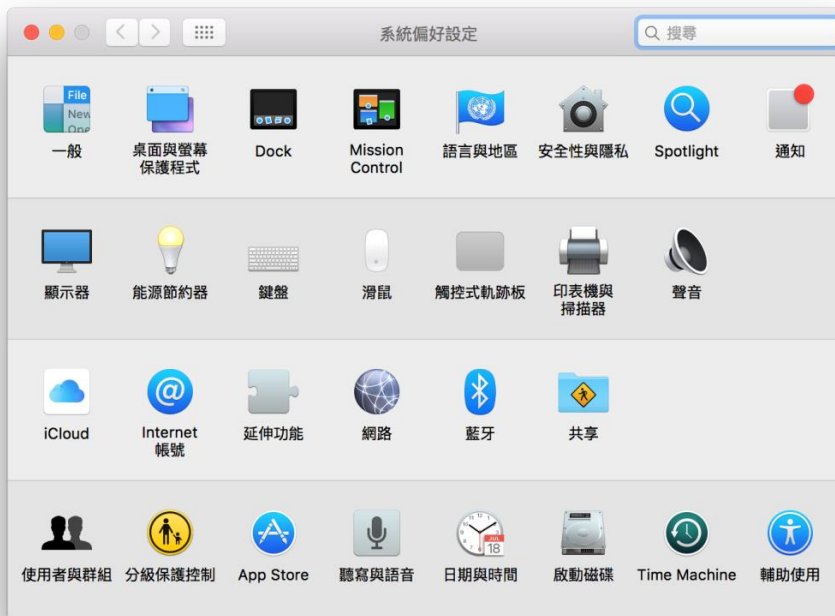 系統偏好設定
搜尋
File
New
Ope
一般
桌面與螢幕
保護程式
Dock
Mission
Control
語言與地區
安全性與隱私
Spotlight
通知
顯示器
能源節約器
鍵盤
滑鼠
觸控式軌跡板
印表機與
掃描器
聲音
iCloud
@
Internet
帳號
延伸功能
網路
藍牙
共享
使用者與群組
分級保護控制
App Store
聽寫與語音
JUL
18
日期與時間
啟動磁碟
Time Machine
輔助使用